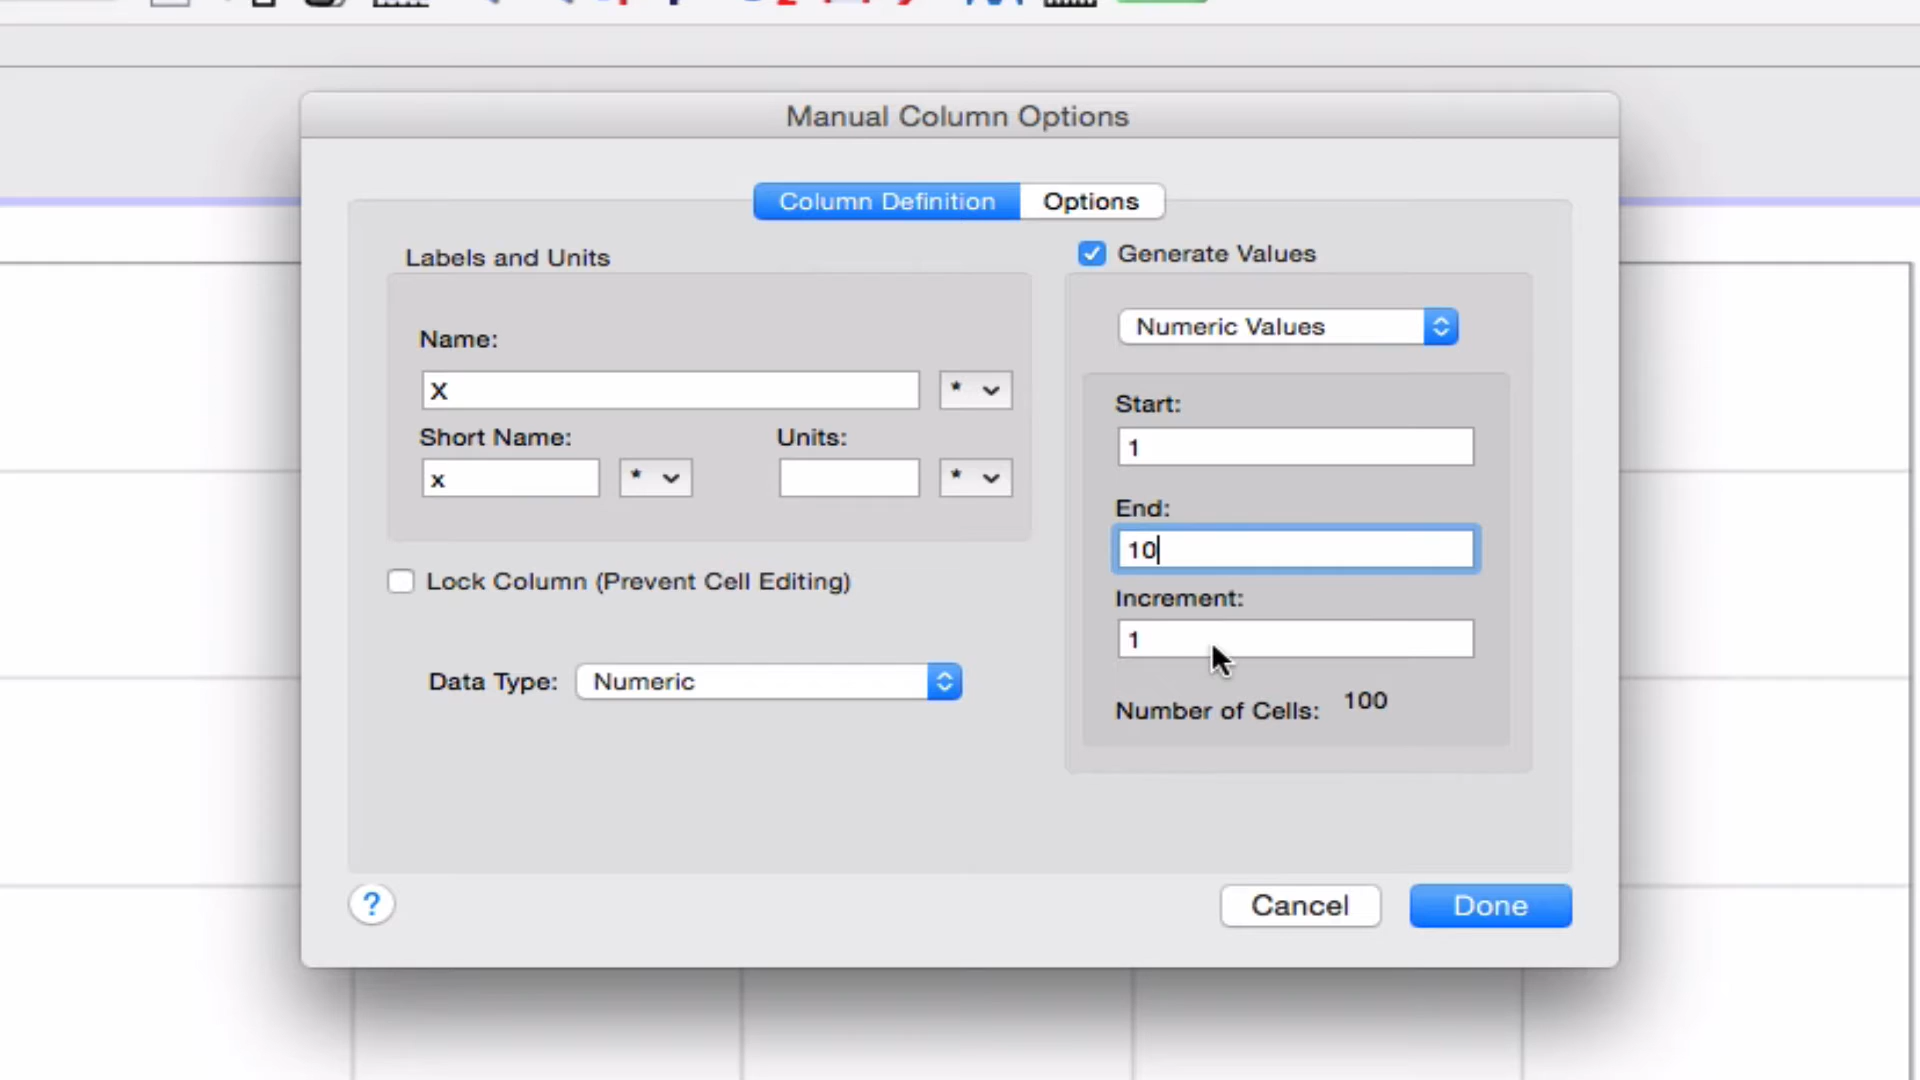 Manual Column Options
Column Definition Options
Labels and Units
Name:
X
Short Name: Units:
x
Lock Column (Prevent Cell Editing)
Data Type: Numeric
Generate Values
Numeric Values
Start:
1
End:
10
Increment:
1
Number of Cells: 100
? Cancel Done